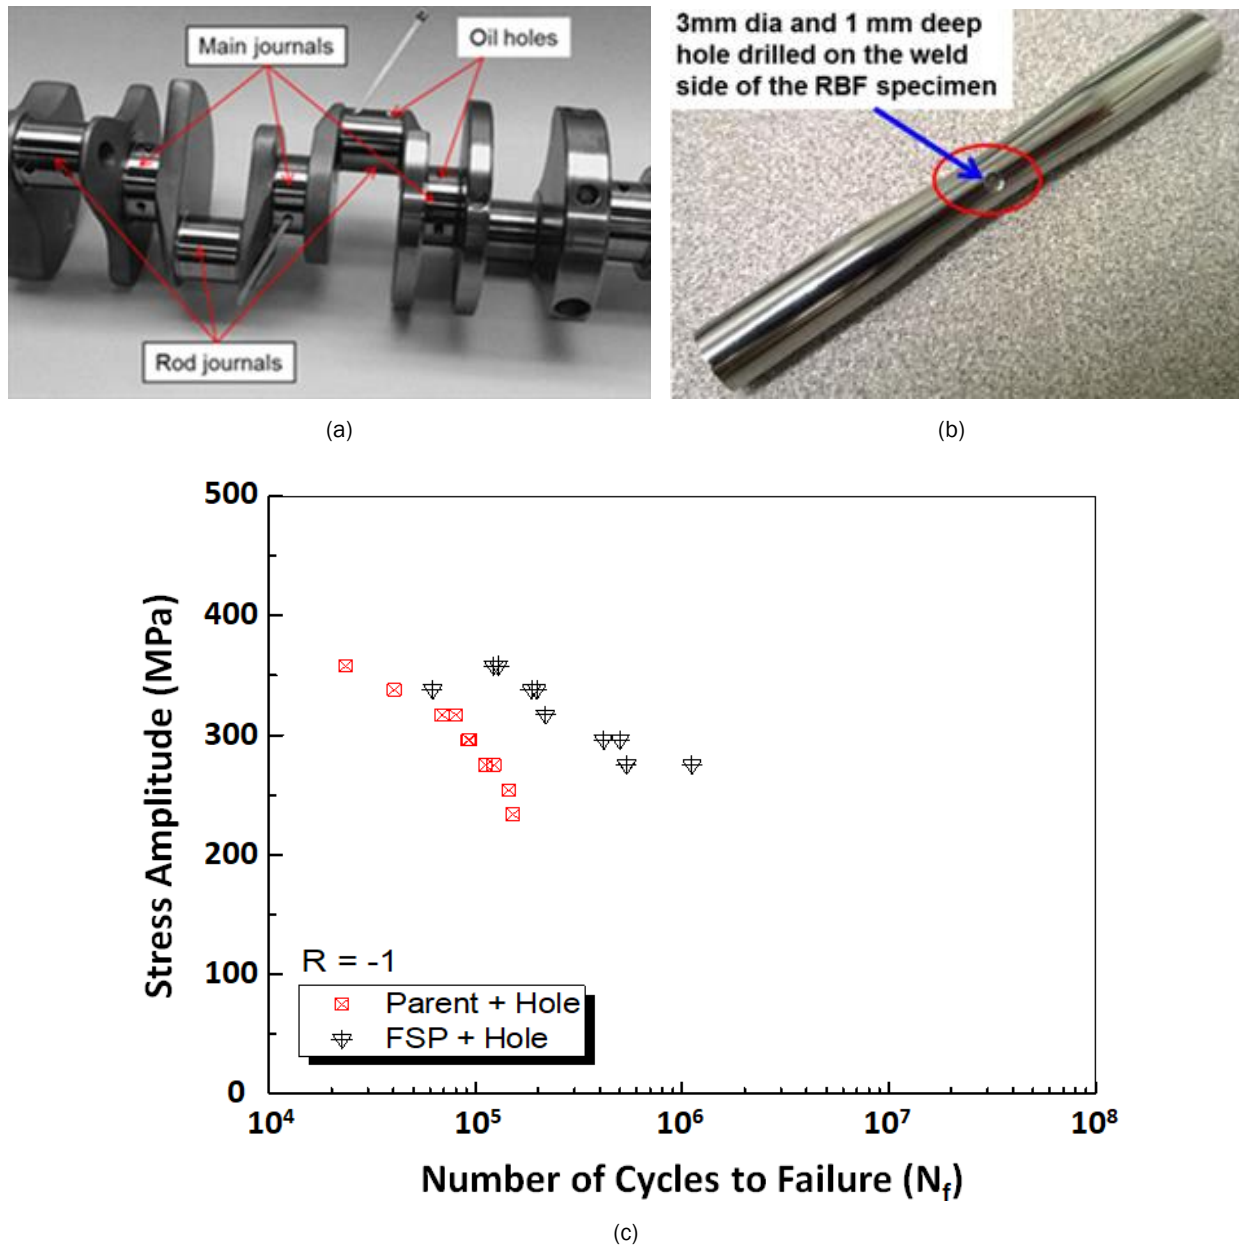 Main journals
Oil holes
Rod journals
3mm dia and 1 mm deep
hole drilled on the weld
side of the RBF specimen
(a)
(b)
500
400
300
200
100
0
Stress Amplitude (MPa)
R = -1
Parent + Hole
FSP + Hole
10⁴
10⁵
10⁶
10⁷
10⁸
Number of Cycles to Failure (Nf)
(c)